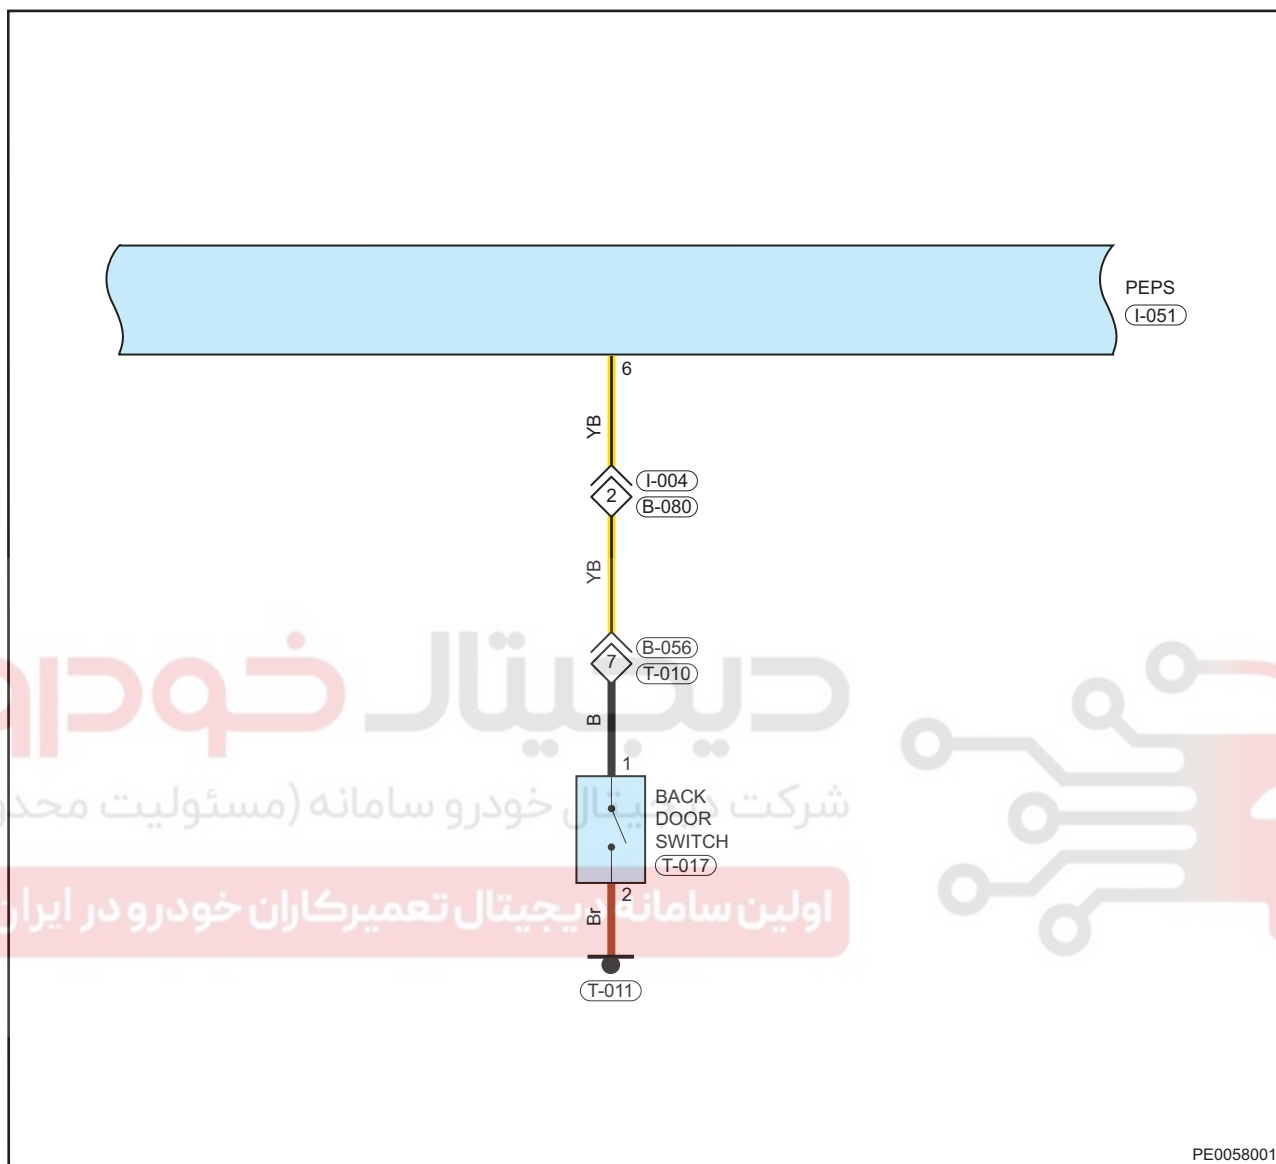 PEPS
I-051
6
YB
I-004
2
B-080
YB
B-056
7
T-010
B
دیجیتال خودرو
1
شرکت دیجیتال خودرو سامانه (مسئولیت محدو
BACK
DOOR
SWITCH
T-017
2
Br
اولین سامانه دیجیتال تعمیرکاران خودرو در ایران
T-011
PE0058001